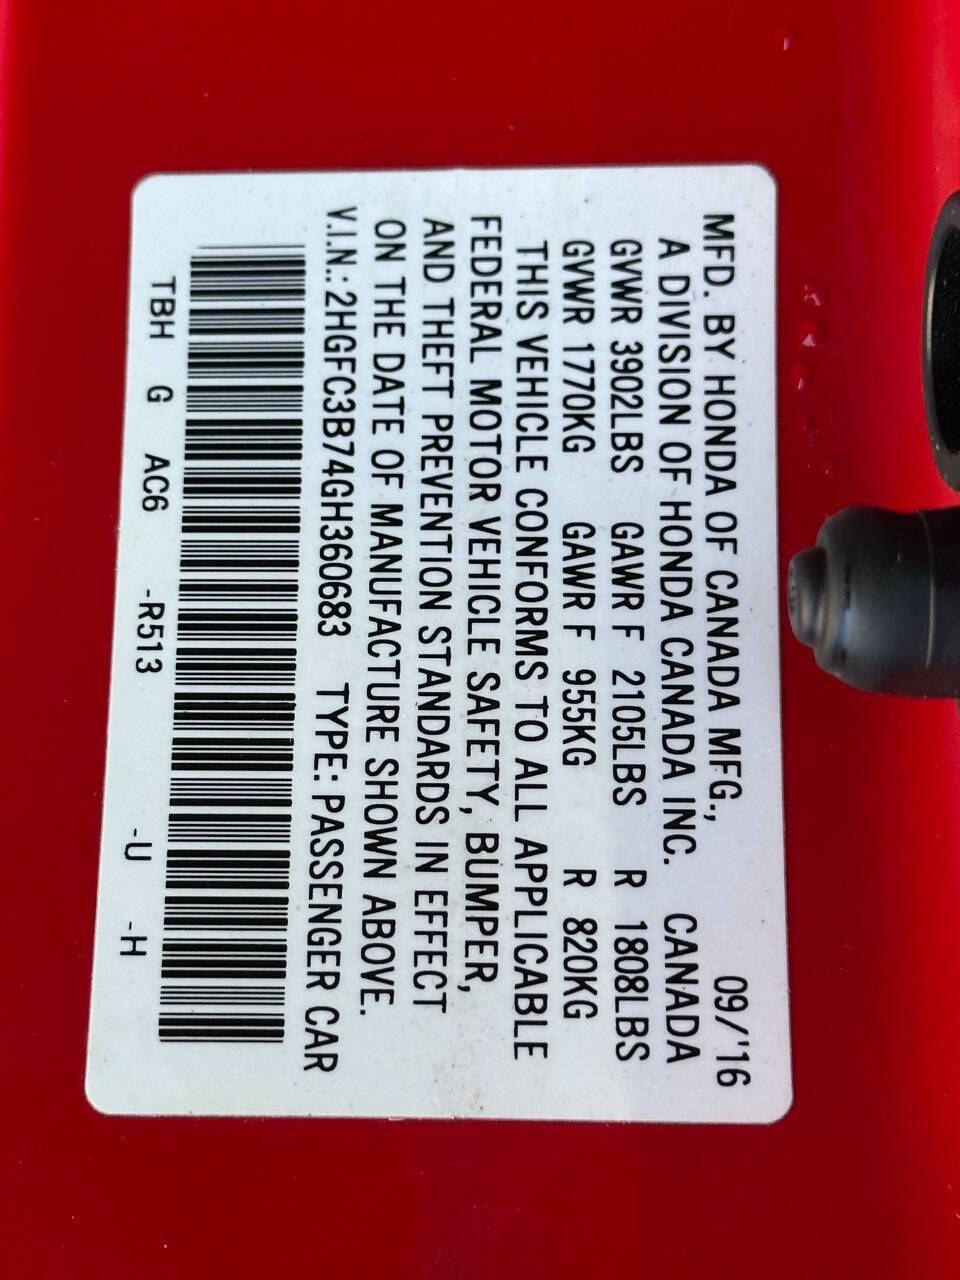 MFD. BY HONDA OF CANADA MFG., 09/'16
A DIVISION OF HONDA CANADA INC. CANADA
GVWR 3902LBS GAWR F 2105LBS R 1808LBS
GVWR 1770KG GAWR F 955KG R 820KG
THIS VEHICLE CONFORMS TO ALL APPLICABLE
FEDERAL MOTOR VEHICLE SAFETY, BUMPER,
AND THEFT PREVENTION STANDARDS IN EFFECT
ON THE DATE OF MANUFACTURE SHOWN ABOVE.
V.I.N.: 2HGFC3B74GH360683 TYPE: PASSENGER CAR
TBH G AC6 -R513 -U -H